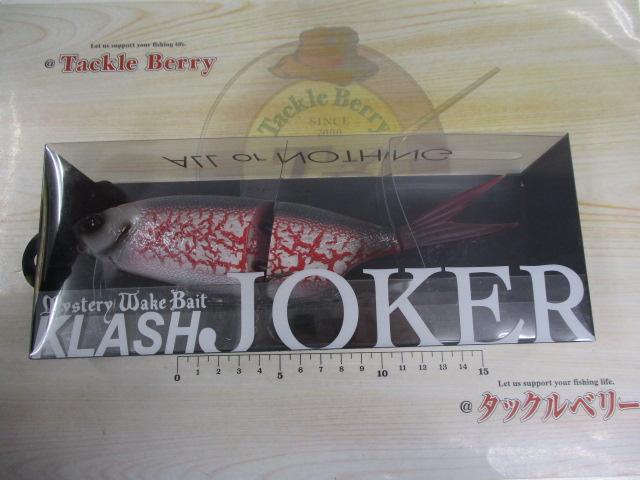 Let us support your fishing life.
@ Tackle Berry
Tackle Berry
SINCE
2000
ALL or NOTHING
Mystery Wake Bait
KLASH JOKER
0 1 2 3 4 5 6 7 8 9 10 11 12 13 14 15
Let us support your fishing life.
@ タックルベリー